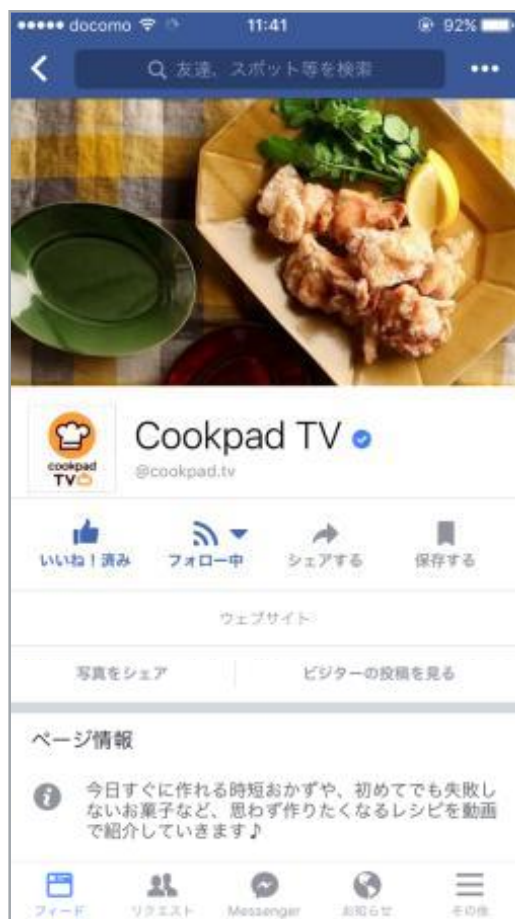 docomo 11:41 92%
友達、スポット等を検索
cookpad
TV
Cookpad TV
@cookpad.tv
いいね！済み フォロー中 シェアする 保存する
ウェブサイト
写真をシェア ビジターの投稿を見る
ページ情報
今日すぐに作れる時短おかずや、初めてでも失敗し
ないお菓子など、思わず作りたくなるレシピを動画
で紹介していきます♪
フィード リクエスト Messenger お知らせ その他